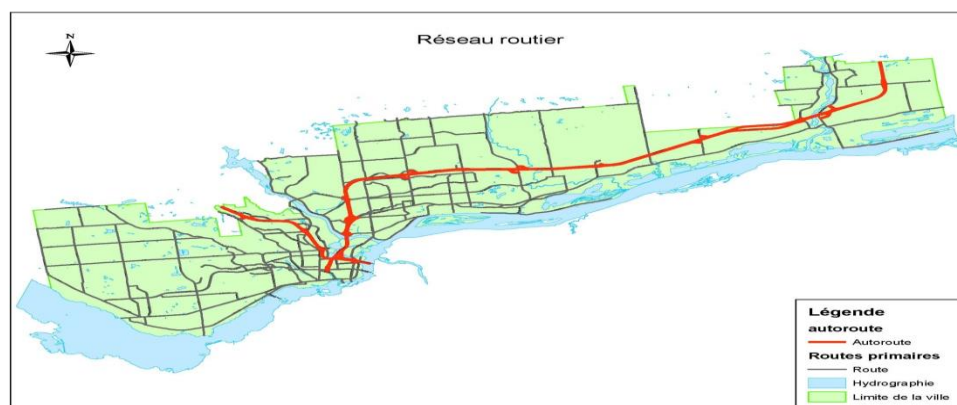 N
Réseau routier
Légende
autoroute
Autoroute
Routes primaires
Route
Hydrographie
Limite de la ville